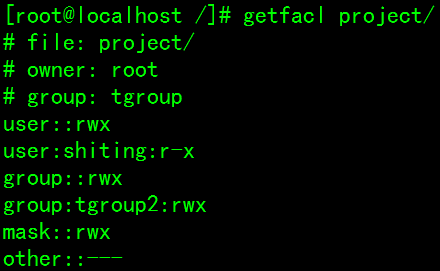 [root@localhost /]# getfacl project/
# file: project/
# owner: root
# group: tgroup
user::rwx
user:shiting:r-x
group::rwx
group:tgroup2:rwx
mask::rwx
other::---